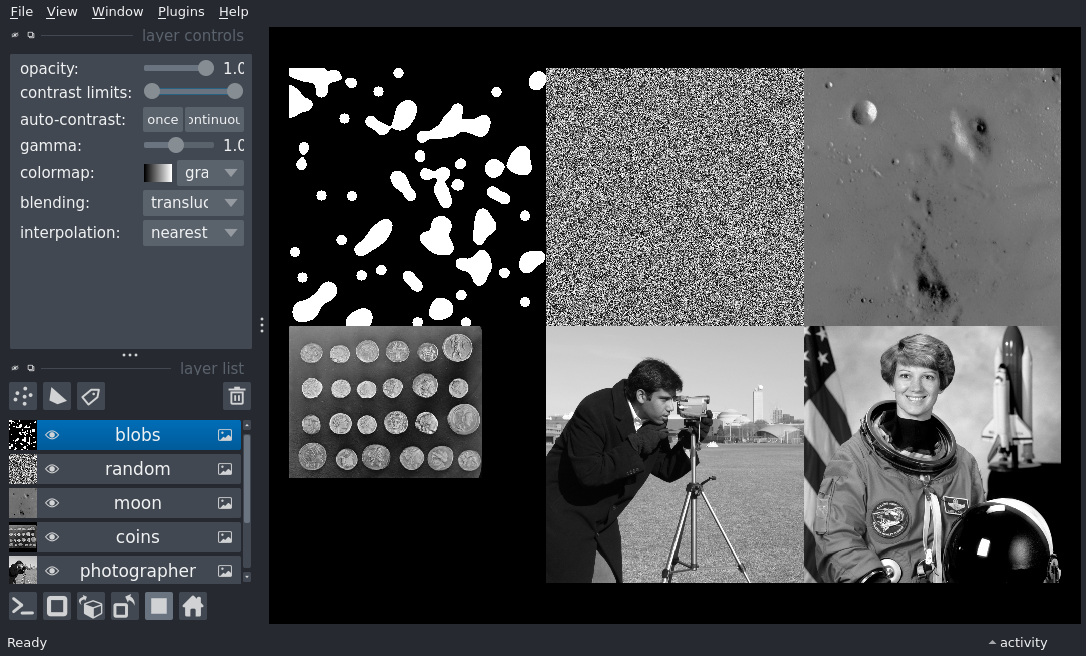 File View Window Plugins Help
layer controls
opacity: 1.0
contrast limits:
auto-contrast: once ontinuou
gamma: 1.0
colormap: gra
blending: transluc
interpolation: nearest
layer list
blobs
random
moon
coins
photographer
Ready
activity